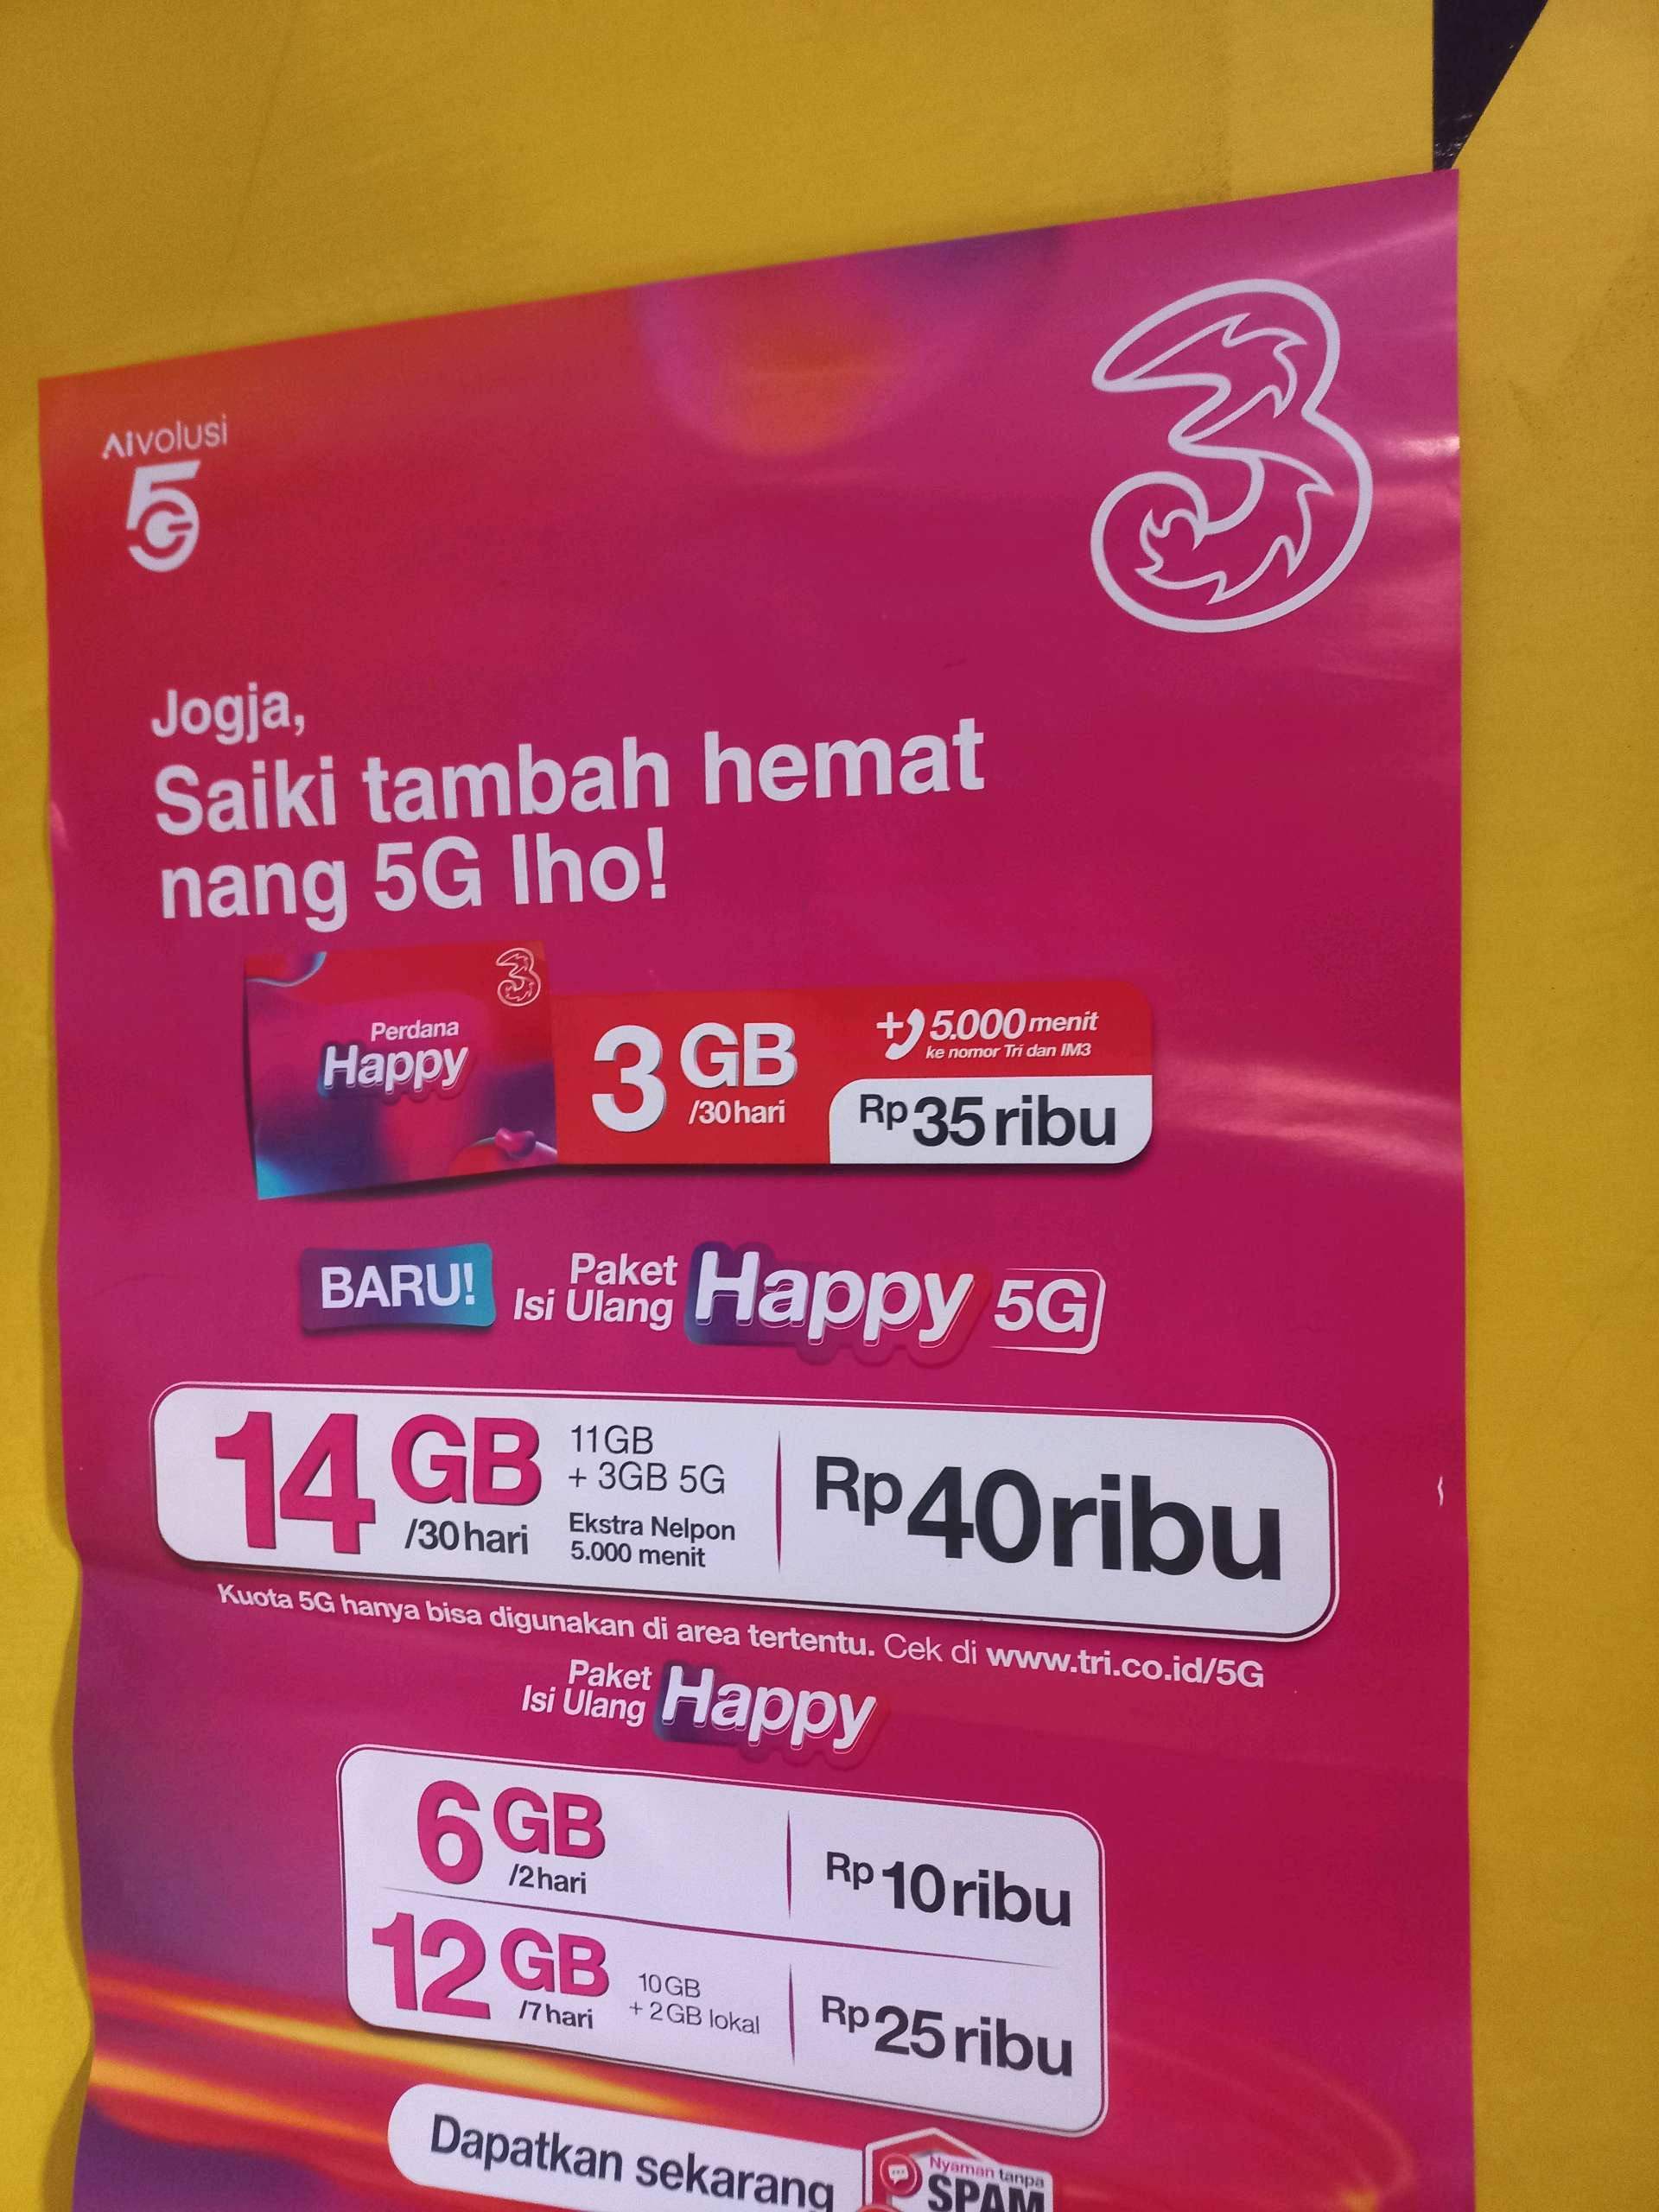 AIVOLUSI
5G
3
Jogja,
Saiki tambah hemat
nang 5G lho!
3
Perdana
Happy
3 GB
/30 hari
+ 5.000 menit
ke nomor Tri dan IM3
Rp35 ribu
BARU!
Paket
Isi Ulang
Happy 5G
14 GB
/30 hari
11GB
+ 3GB 5G
Ekstra Nelpon
5.000 menit
Rp40 ribu
Kuota 5G hanya bisa digunakan di area tertentu. Cek di www.tri.co.id/5G
Paket
Isi Ulang
Happy
6 GB
/2 hari
Rp10 ribu
12 GB
/7 hari
10GB
+ 2GB lokal
Rp25 ribu
Dapatkan sekarang
Nyaman tanpa
SPAM